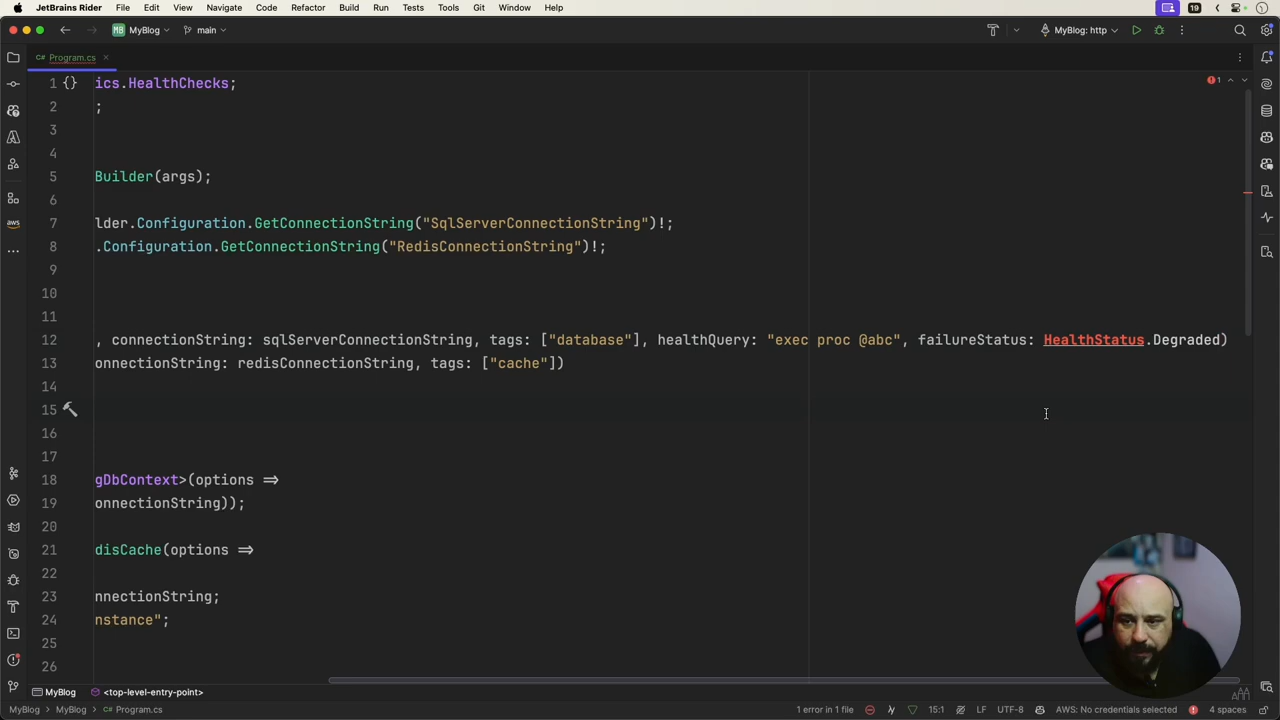 JetBrains Rider File Edit View Navigate Code Refactor Build Run Tests Tools Git Window Help 19
MB MyBlog main MyBlog: http
C# Program.cs
1 ics.HealthChecks; 1
2 ;
3
4
5 Builder(args);
6
7 lder.Configuration.GetConnectionString("SqlServerConnectionString")!;
8 .Configuration.GetConnectionString("RedisConnectionString")!;
9
10
11
12 , connectionString: sqlServerConnectionString, tags: ["database"], healthQuery: "exec proc @abc", failureStatus: HealthStatus.Degraded)
13 onnectionString: redisConnectionString, tags: ["cache"])
14
15
16
17
18 gDbContext>(options =>
19 onnectionString));
20
21 disCache(options =>
22
23 nnectionString;
24 nstance";
25
26
aws
MyBlog <top-level-entry-point>
MyBlog MyBlog Program.cs 1 error in 1 file 15:1 LF UTF-8 AWS: No credentials selected 4 spaces